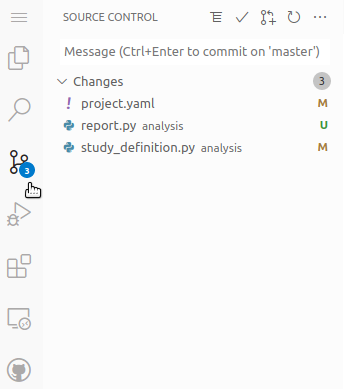 SOURCE CONTROL
Message (Ctrl+Enter to commit on 'master')
Changes 3
! project.yaml M
report.py analysis U
study_definition.py analysis M
3